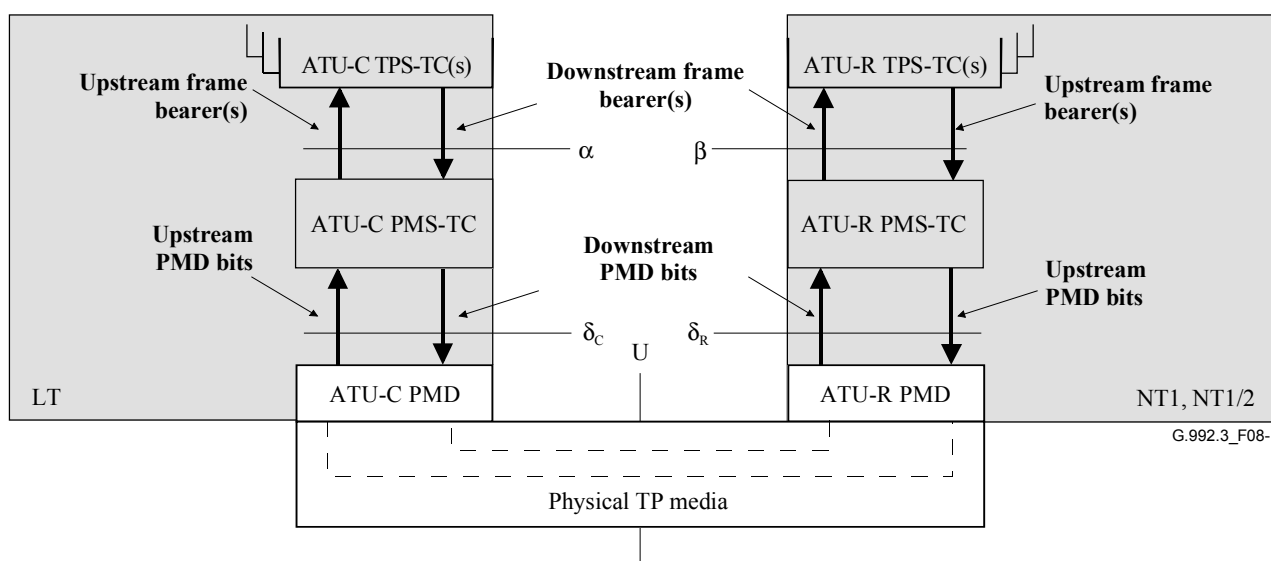 ATU-C TPS-TC(s)
ATU-R TPS-TC(s)
Upstream frame
bearer(s)
Downstream frame
bearer(s)
Upstream frame
bearer(s)
α
β
ATU-C PMS-TC
ATU-R PMS-TC
Upstream
PMD bits
Downstream
PMD bits
Upstream
PMD bits
δC
δR
U
LT
ATU-C PMD
ATU-R PMD
NT1, NT1/2
G.992.3_F08-
Physical TP media